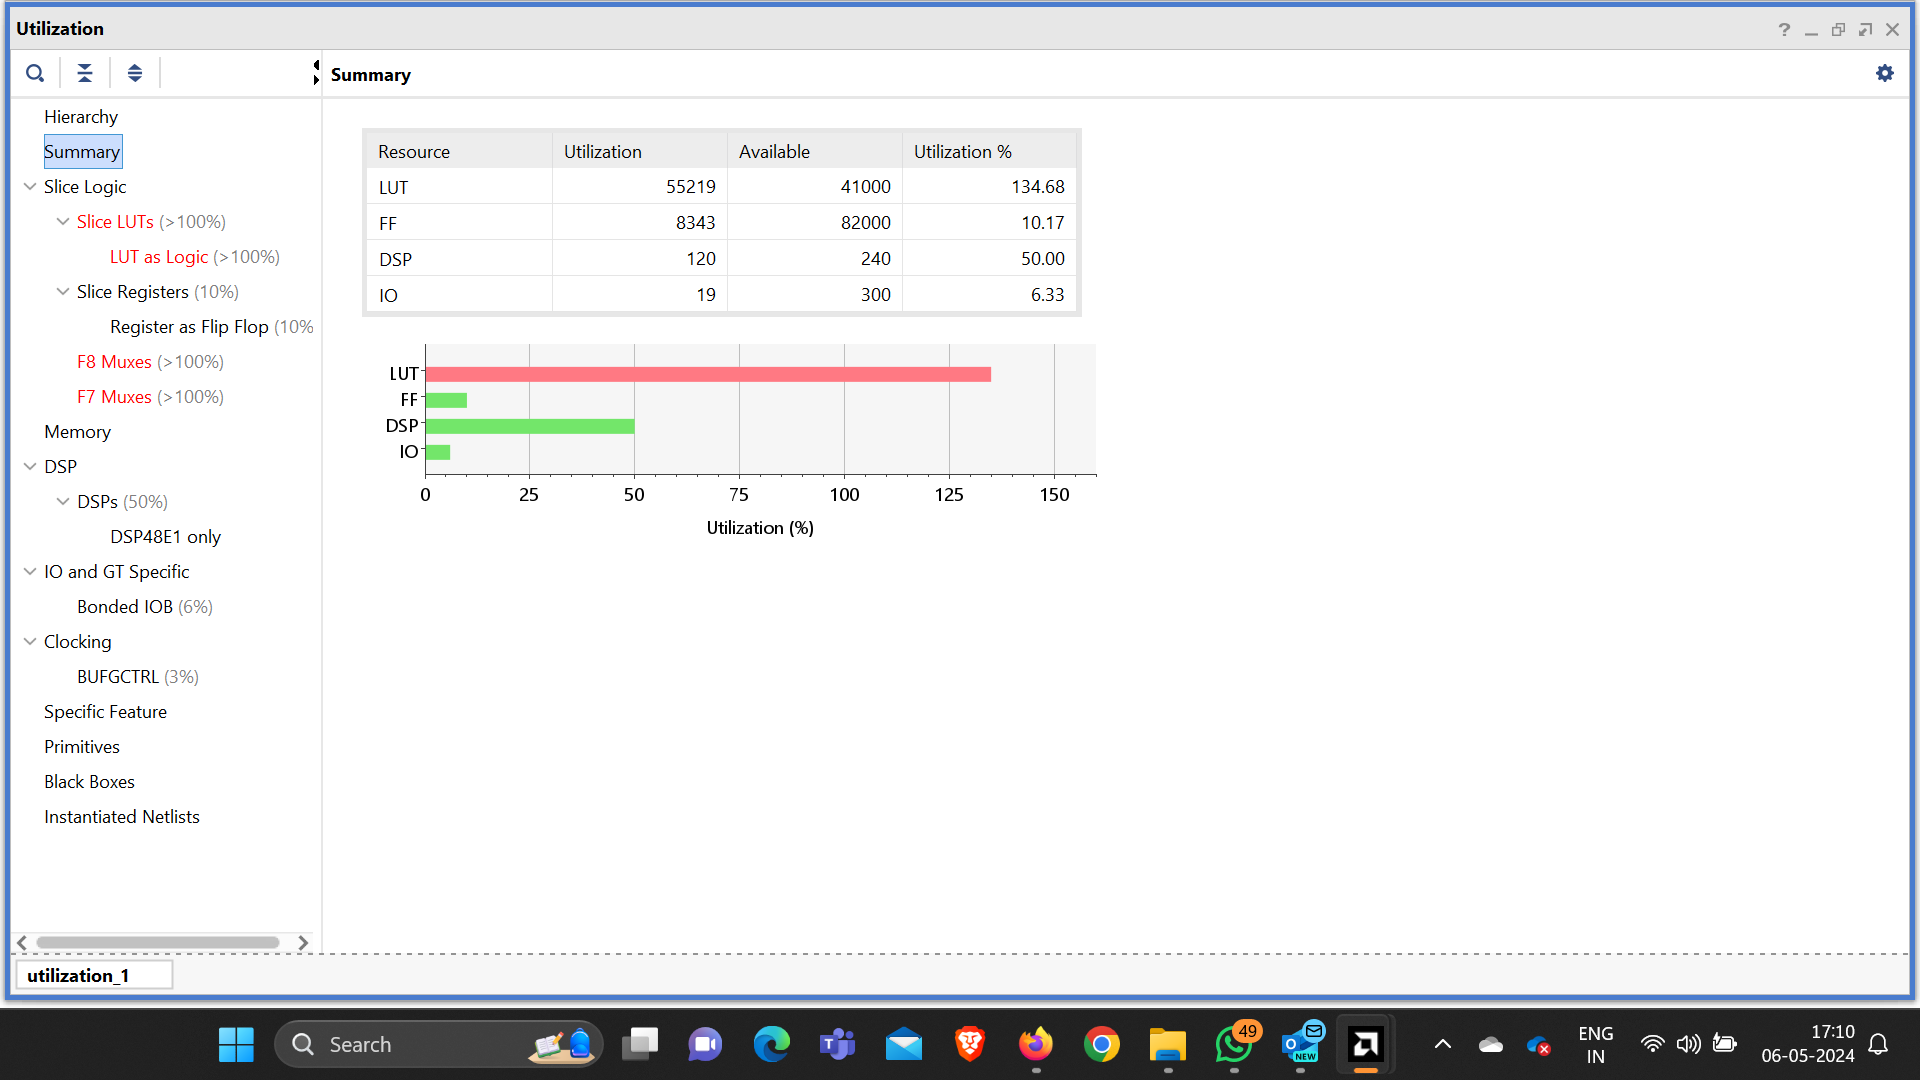 Utilization
Summary
Hierarchy
Summary
Slice Logic
Slice LUTs (>100%)
LUT as Logic (>100%)
Slice Registers (10%)
Register as Flip Flop (10%
F8 Muxes (>100%)
F7 Muxes (>100%)
Memory
DSP
DSPs (50%)
DSP48E1 only
IO and GT Specific
Bonded IOB (6%)
Clocking
BUFGCTRL (3%)
Specific Feature
Primitives
Black Boxes
Instantiated Netlists
Resource Utilization Available Utilization %
LUT 55219 41000 134.68
FF 8343 82000 10.17
DSP 120 240 50.00
IO 19 300 6.33
LUT
FF
DSP
IO
0 25 50 75 100 125 150
Utilization (%)
utilization_1
Search
T
49
O
NEW
ENG
IN
17:10
06-05-2024